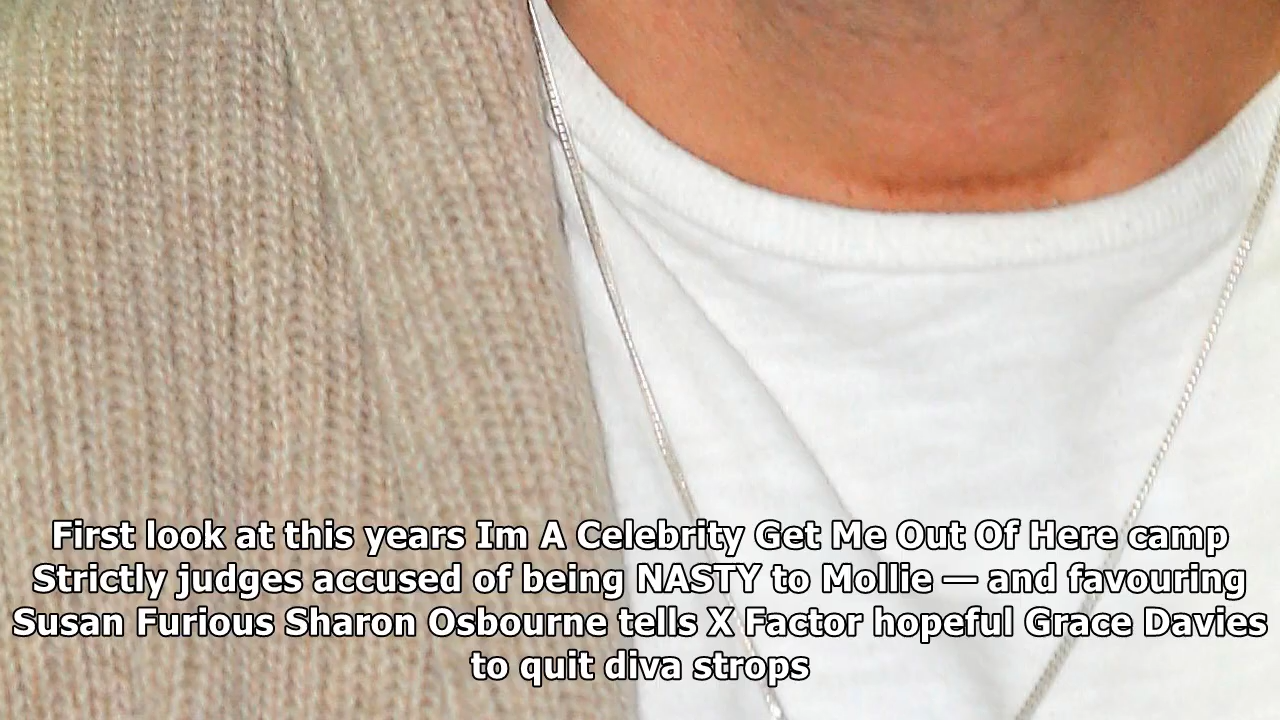 First look at this years Im A Celebrity Get Me Out Of Here camp
Strictly judges accused of being NASTY to Mollie — and favouring
Susan Furious Sharon Osbourne tells X Factor hopeful Grace Davies
to quit diva strops